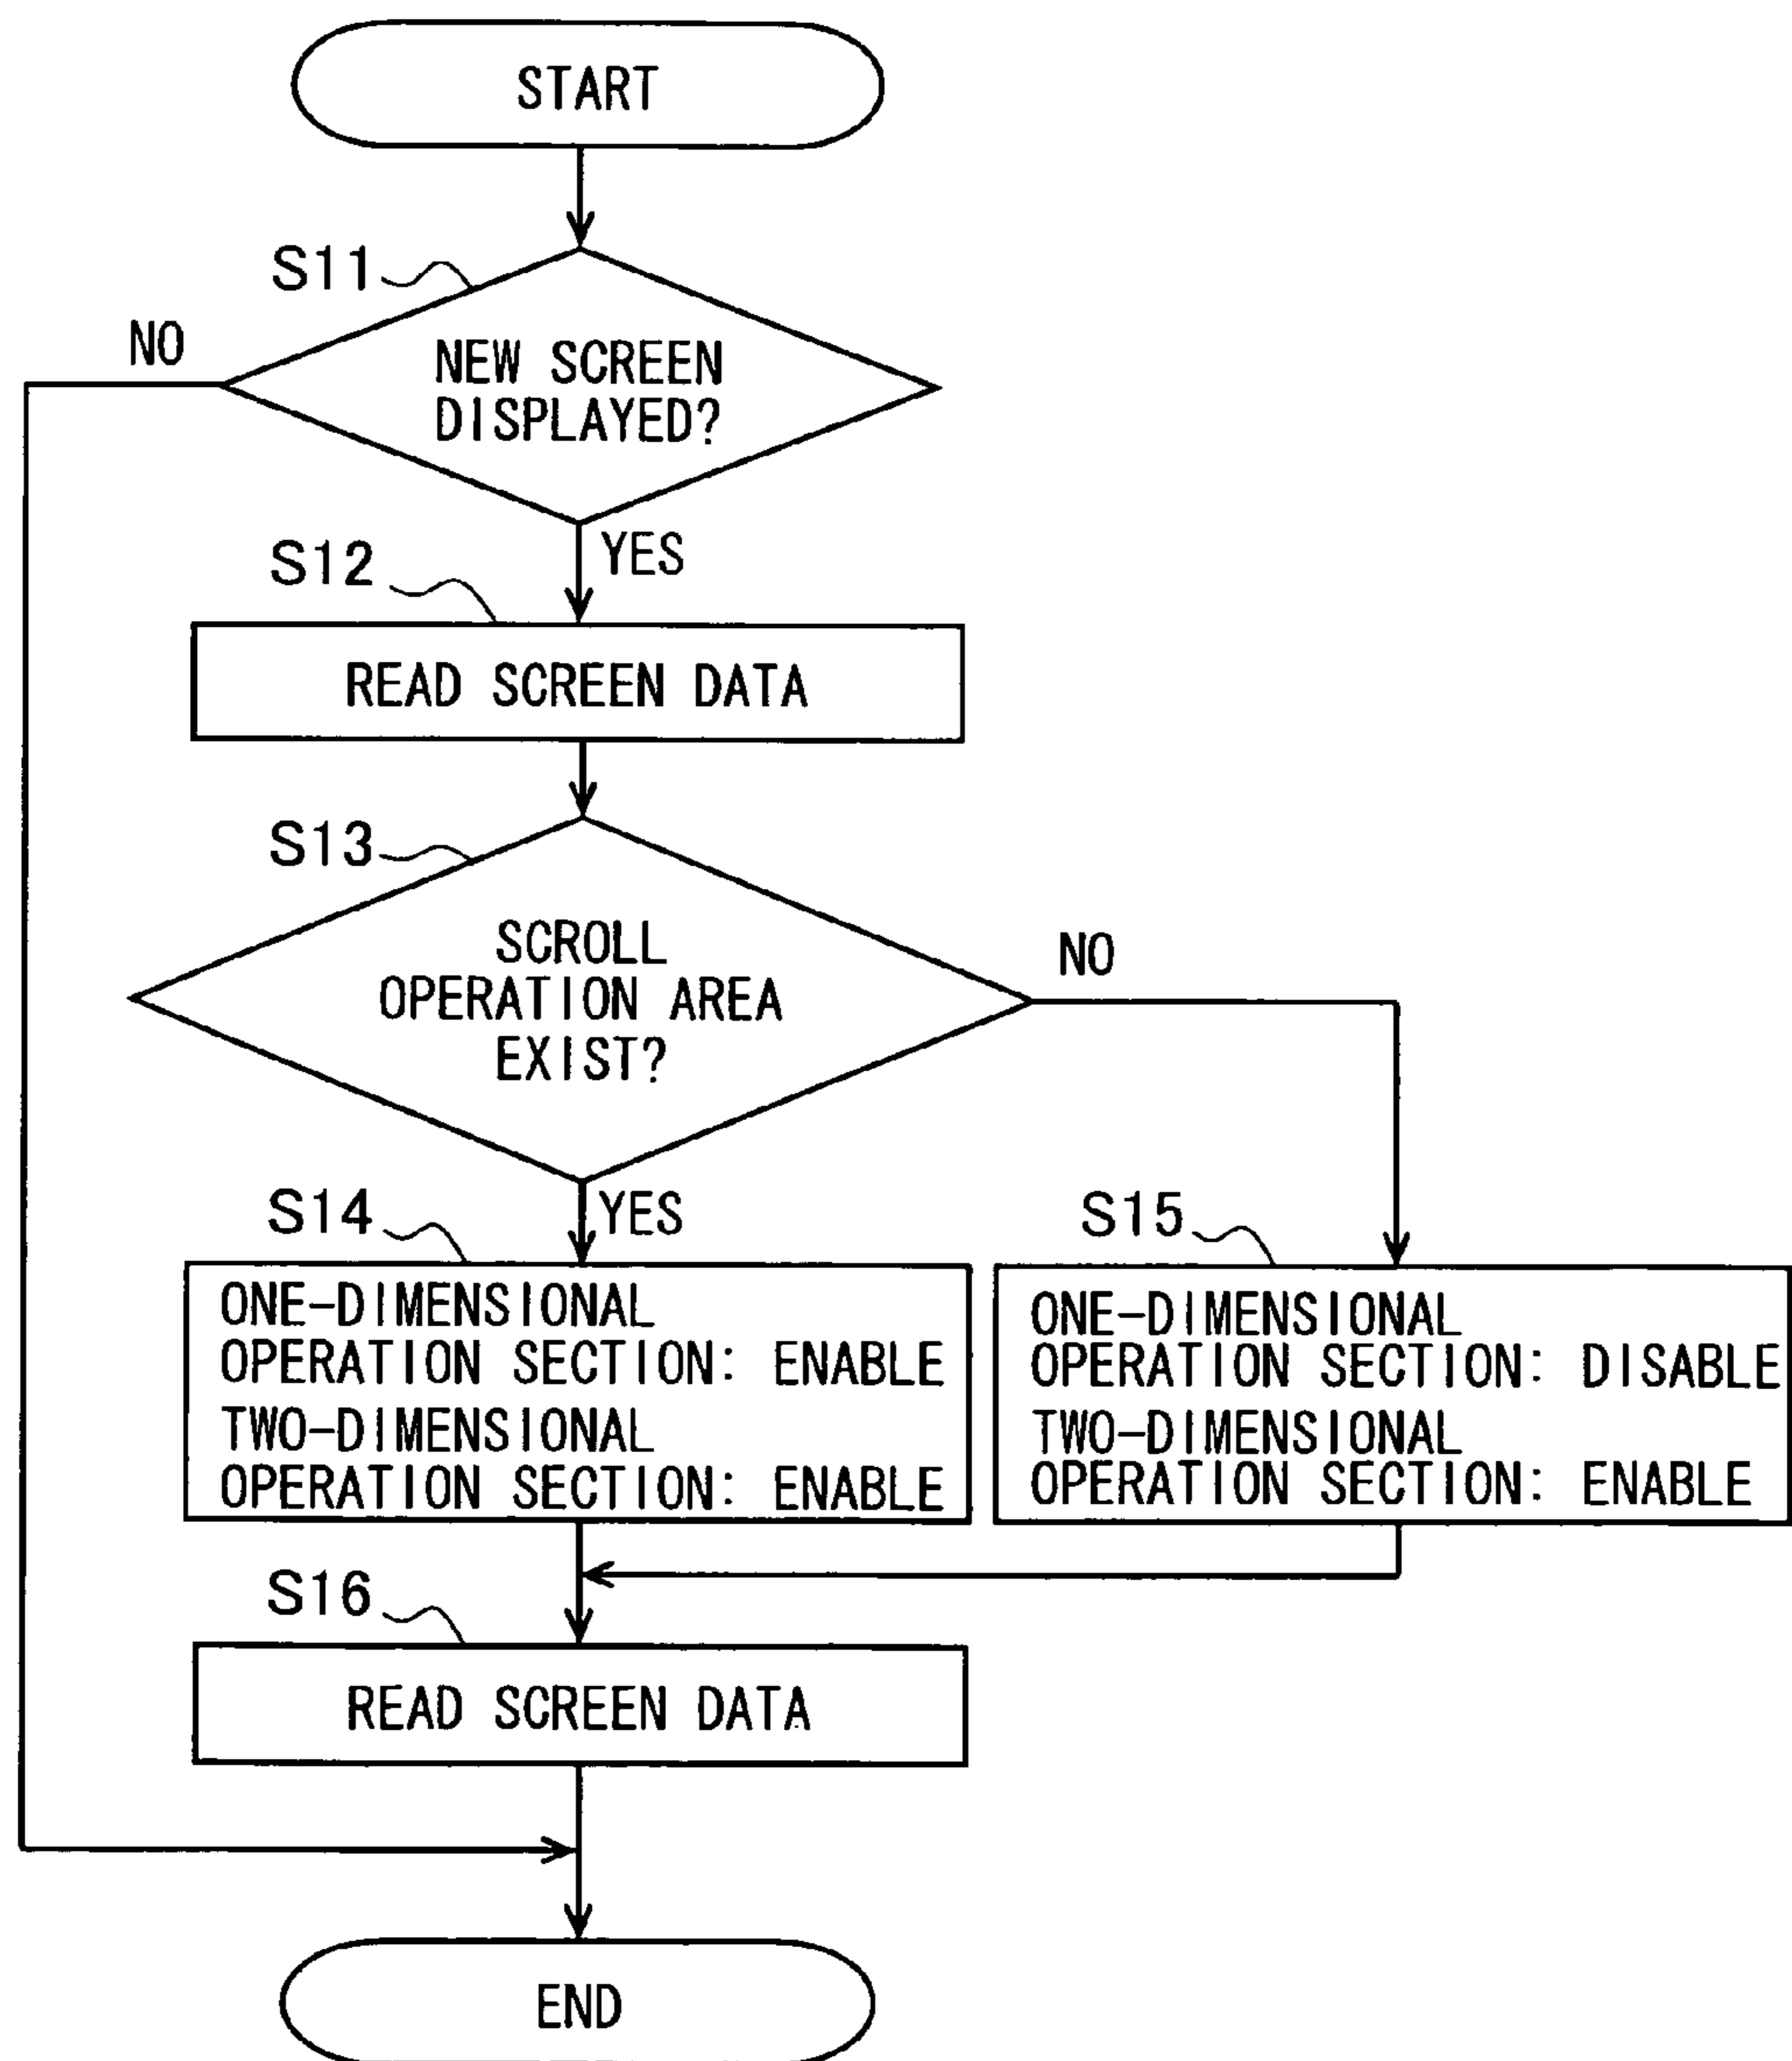 START
S11
NO
NEW SCREEN
DISPLAYED?
YES
S12
READ SCREEN DATA
S13
SCROLL
OPERATION AREA
EXIST?
NO
YES
S14
ONE-DIMENSIONAL
OPERATION SECTION: ENABLE
TWO-DIMENSIONAL
OPERATION SECTION: ENABLE
S15
ONE-DIMENSIONAL
OPERATION SECTION: DISABLE
TWO-DIMENSIONAL
OPERATION SECTION: ENABLE
S16
READ SCREEN DATA
END